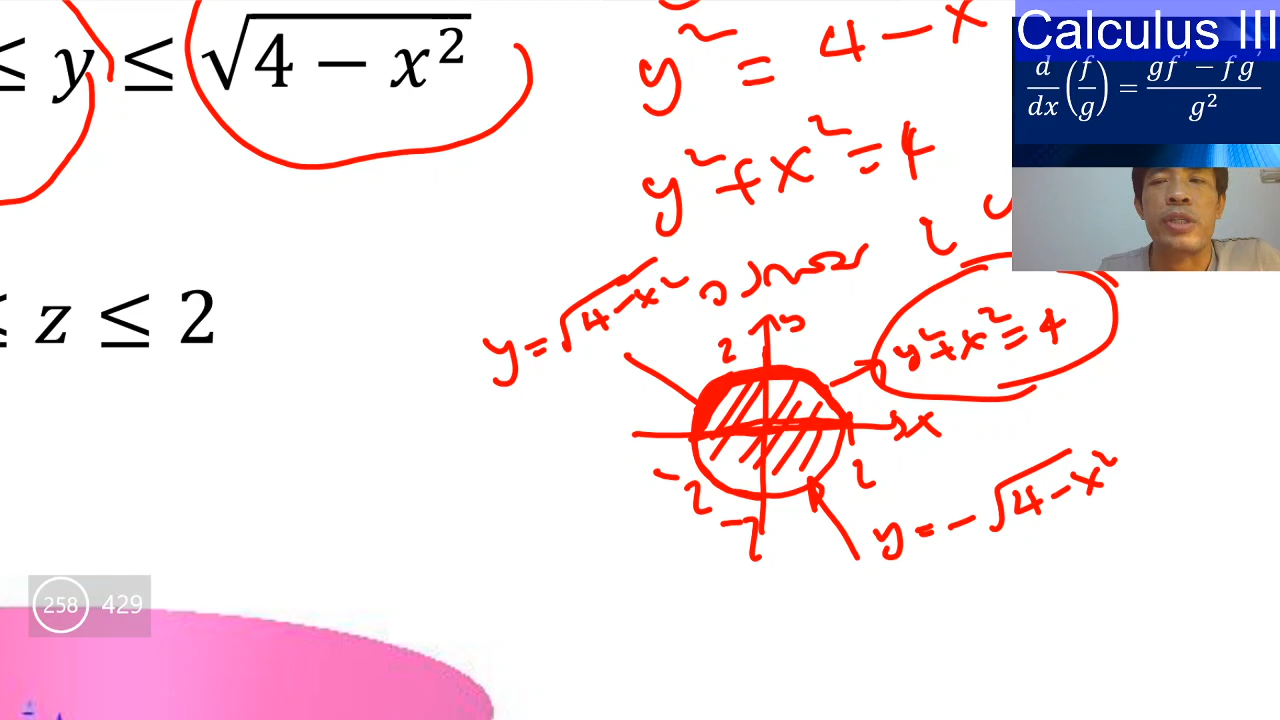 ≤ y ≤ √(4 − x²)
≤ z ≤ 2
y² = 4 − x
y² + x² = 4
y = √(4 − x²)
y² + x² = 4
2
y
x
-2
2
-2
y = −√(4 − x²)
Calculus III
d/dx (f/g) = (gf′ − fg′)/g²
258 429